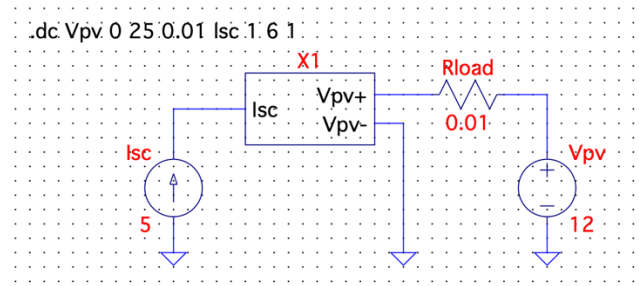 .dc Vpv 0 25 0.01 Isc 1 6 1
X1
Rload
Isc
Vpv+
Vpv-
0.01
Isc
Vpv
5
12